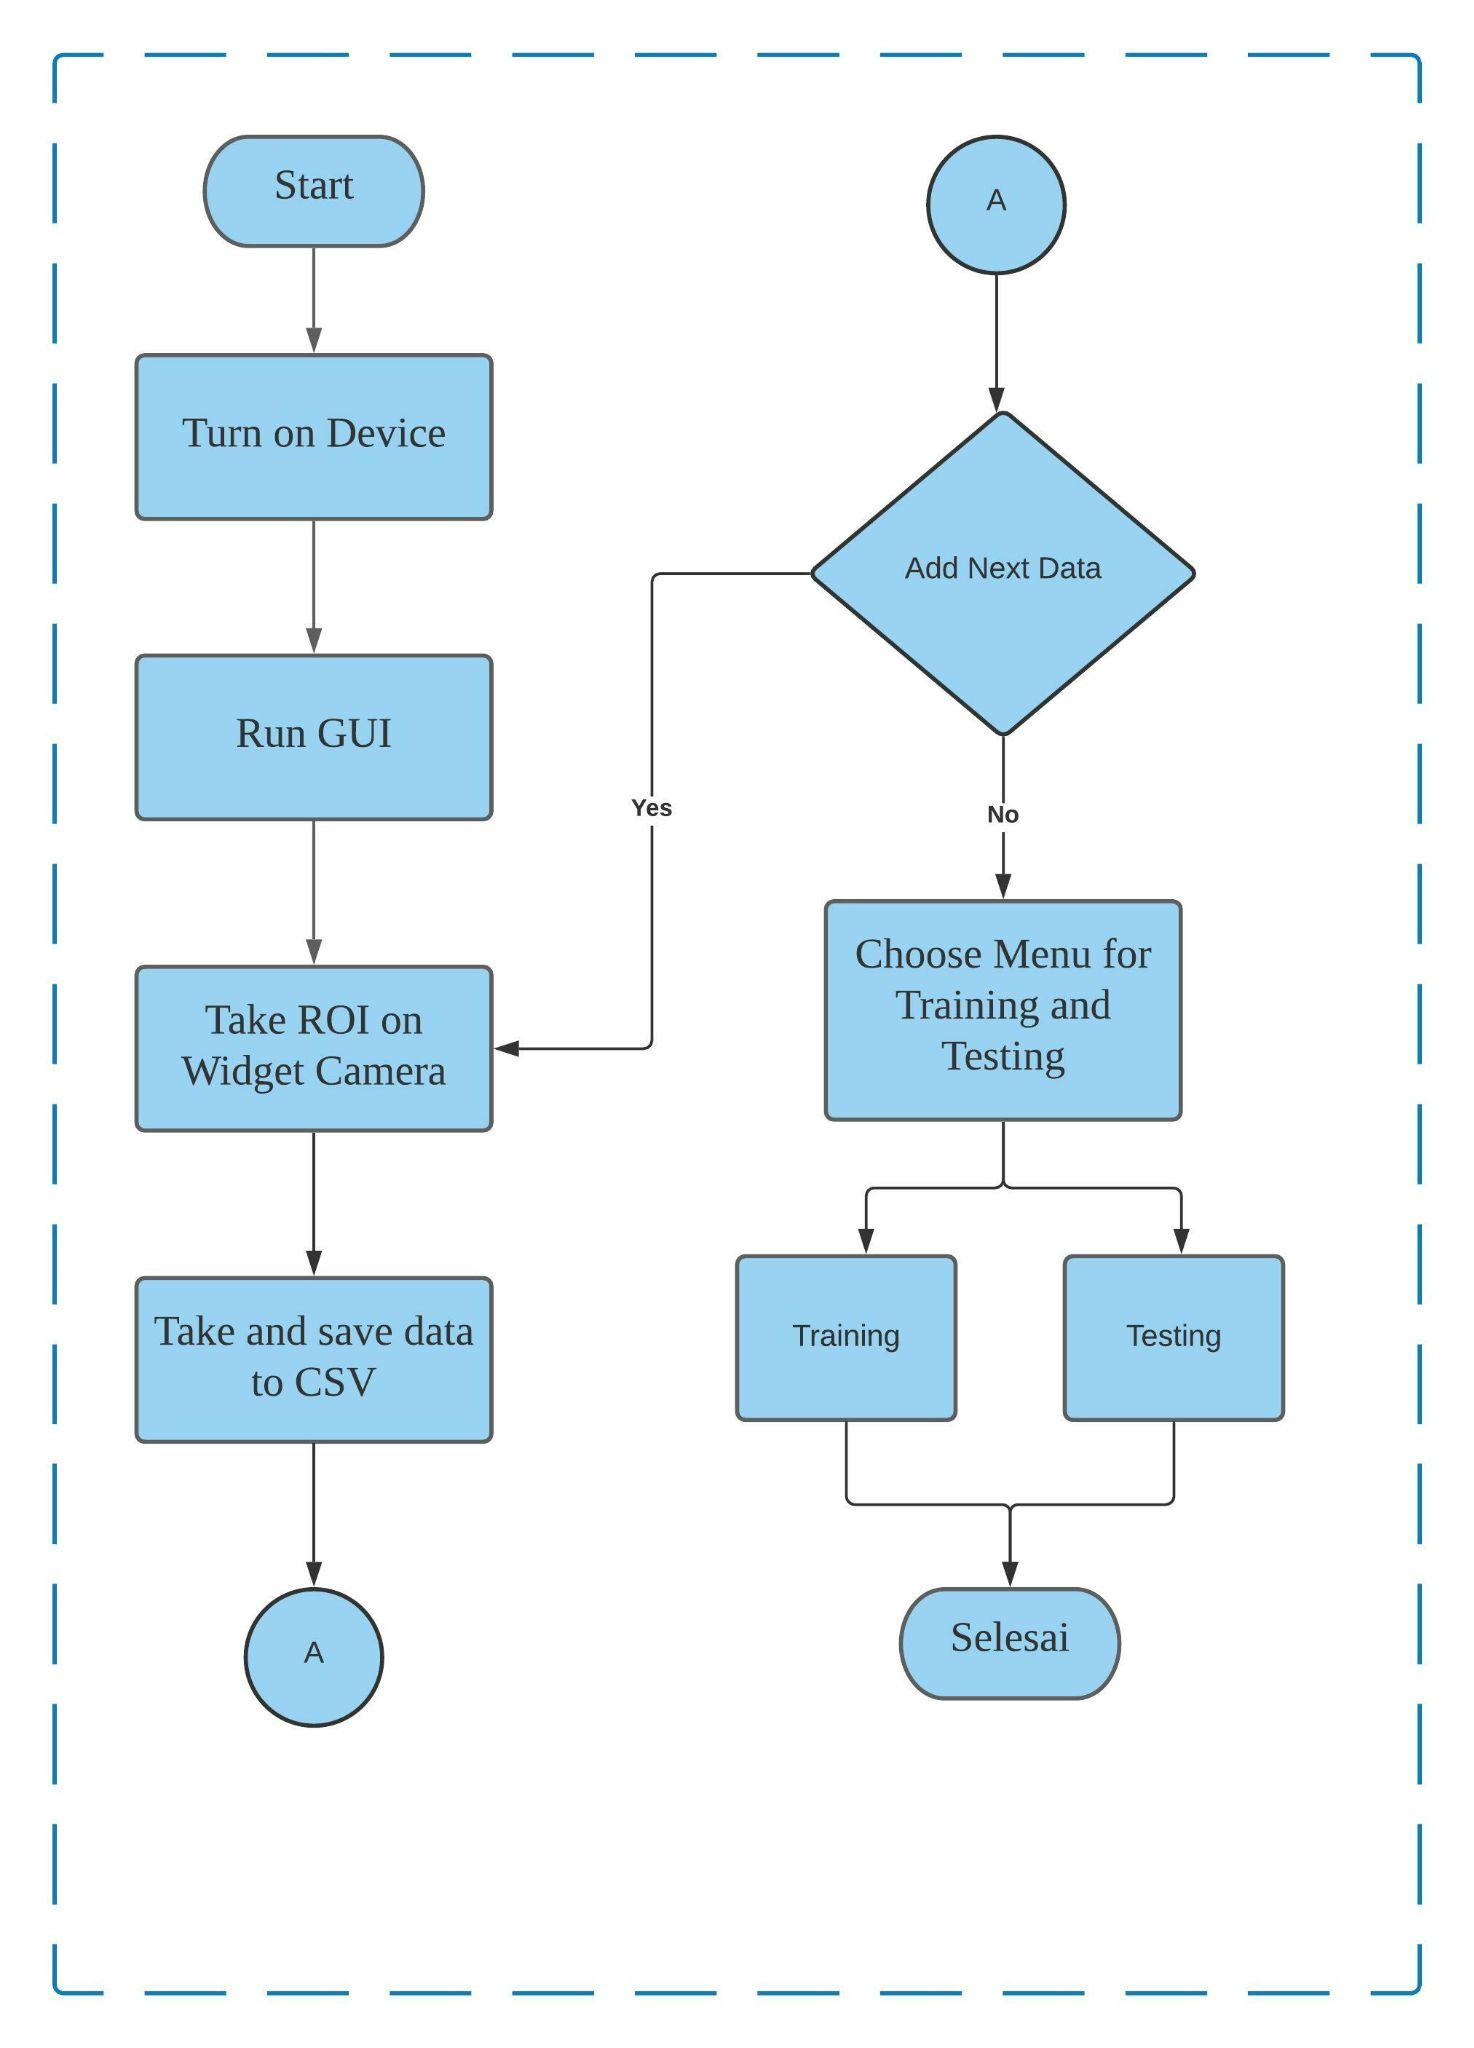 Start
Turn on Device
Run GUI
Take ROI on
Widget Camera
Take and save data
to CSV
A
A
Add Next Data
Yes
No
Choose Menu for
Training and
Testing
Training
Testing
Selesai